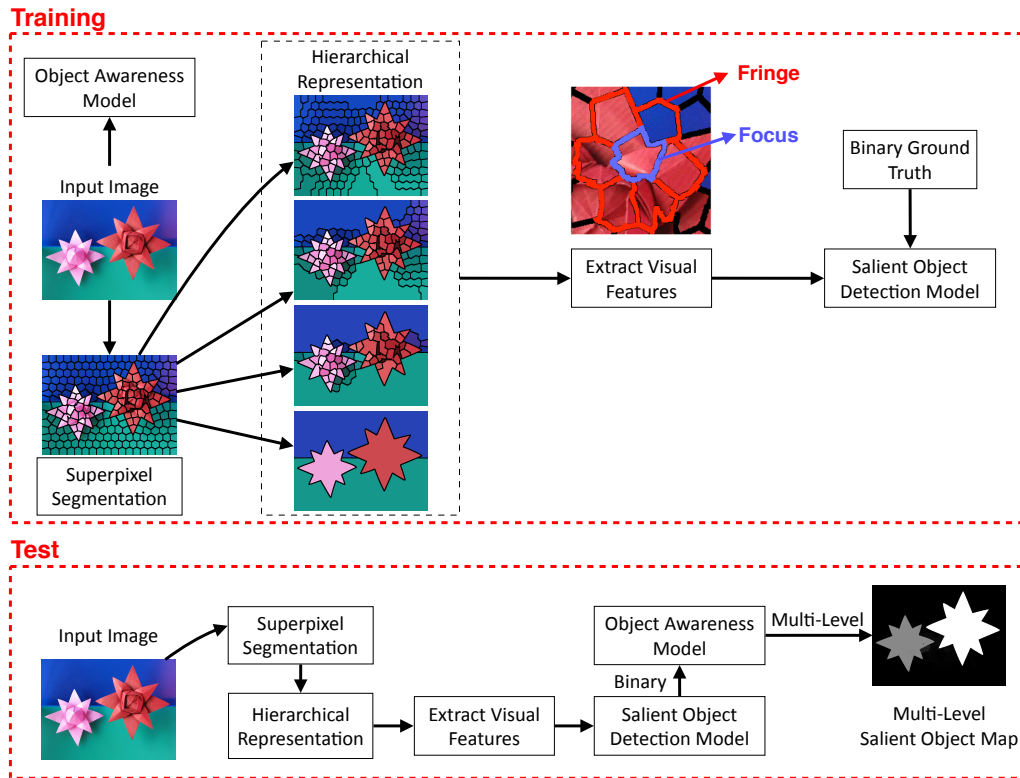 Training
Object Awareness
Model
Input Image
Superpixel
Segmentation
Hierarchical
Representation
Fringe
Focus
Extract Visual
Features
Binary Ground
Truth
Salient Object
Detection Model
Test
Input Image
Superpixel
Segmentation
Hierarchical
Representation
Extract Visual
Features
Salient Object
Detection Model
Binary
Object Awareness
Model
Multi-Level
Multi-Level
Salient Object Map